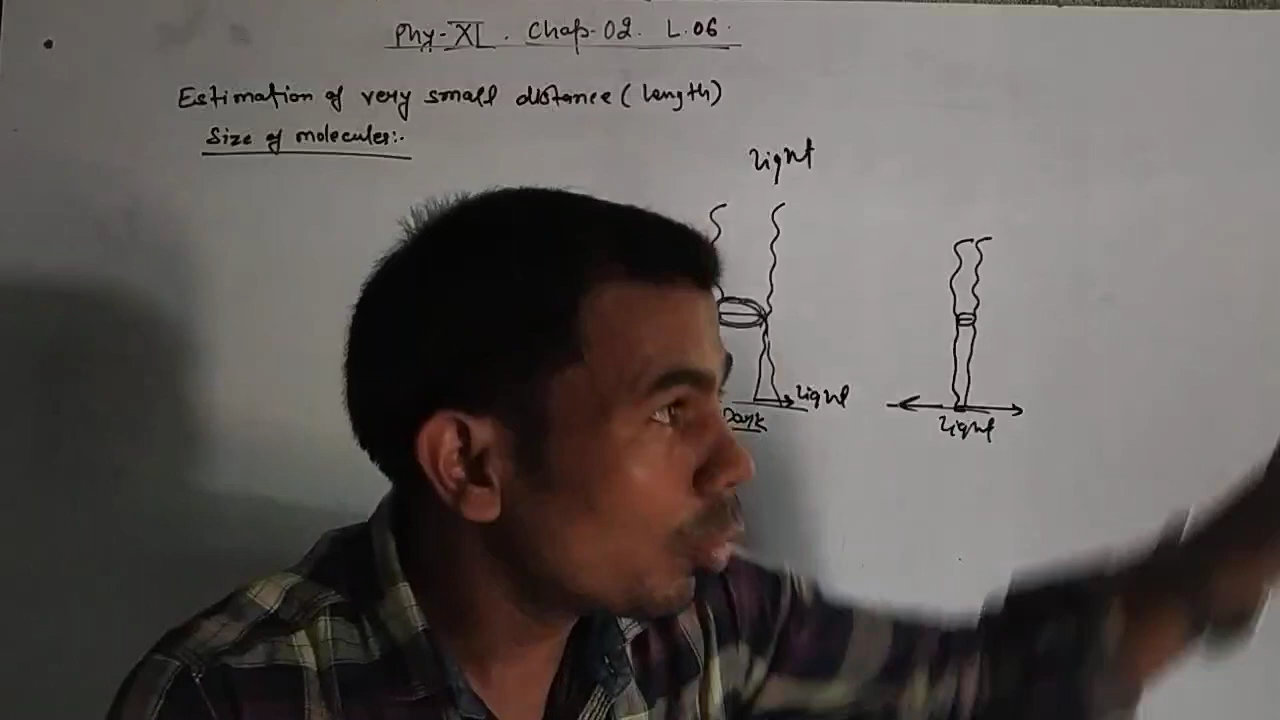 Phy-XI. Chap-02. L.06.
Estimation of very small distance (length)
Size of molecules:-
Light
Light
Dark
Light